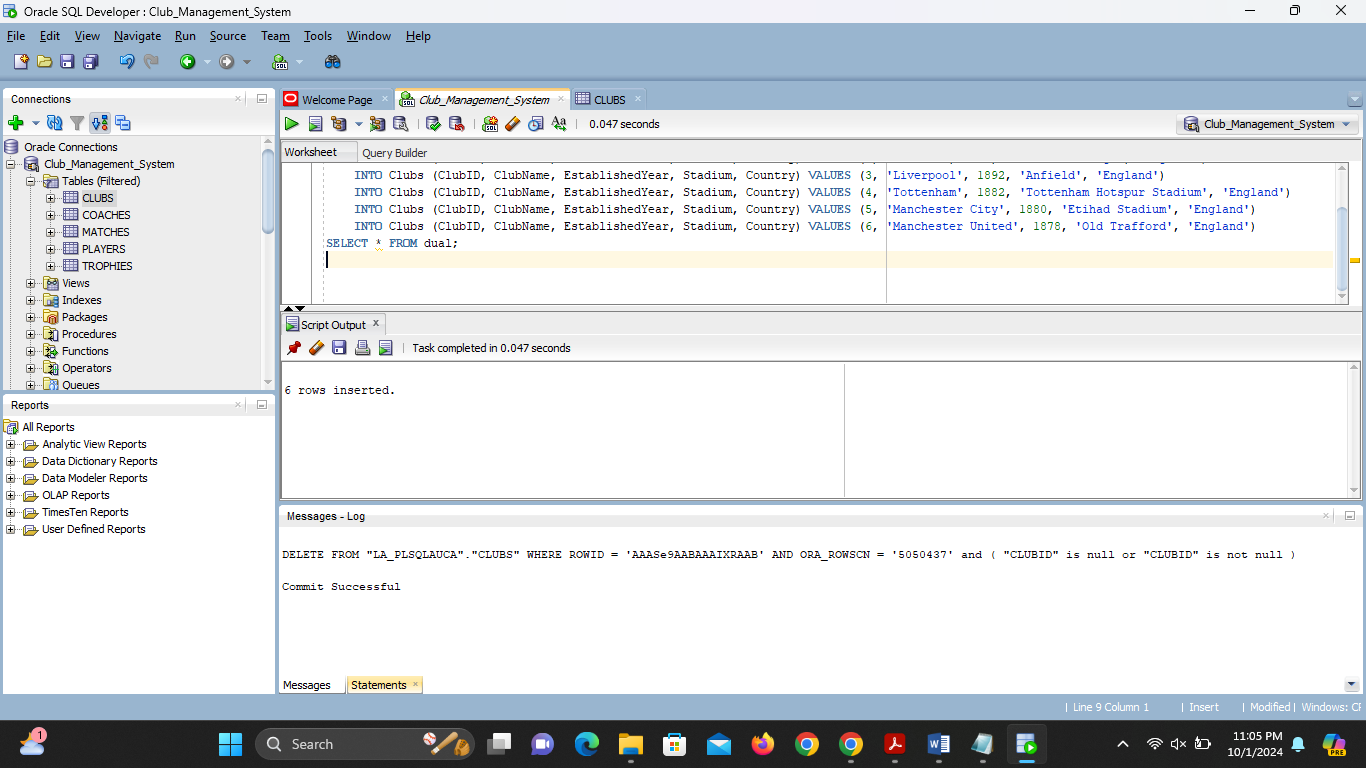 Oracle SQL Developer : Club_Management_System
File Edit View Navigate Run Source Team Tools Window Help
Connections
Oracle Connections
Club_Management_System
Tables (Filtered)
CLUBS
COACHES
MATCHES
PLAYERS
TROPHIES
Views
Indexes
Packages
Procedures
Functions
Operators
Queues
Reports
All Reports
Analytic View Reports
Data Dictionary Reports
Data Modeler Reports
OLAP Reports
TimesTen Reports
User Defined Reports
Welcome Page Club_Management_System CLUBS
0.047 seconds Club_Management_System
Worksheet Query Builder
INTO Clubs (ClubID, ClubName, EstablishedYear, Stadium, Country) VALUES (3, 'Liverpool', 1892, 'Anfield', 'England')
INTO Clubs (ClubID, ClubName, EstablishedYear, Stadium, Country) VALUES (4, 'Tottenham', 1882, 'Tottenham Hotspur Stadium', 'England')
INTO Clubs (ClubID, ClubName, EstablishedYear, Stadium, Country) VALUES (5, 'Manchester City', 1880, 'Etihad Stadium', 'England')
INTO Clubs (ClubID, ClubName, EstablishedYear, Stadium, Country) VALUES (6, 'Manchester United', 1878, 'Old Trafford', 'England')
SELECT * FROM dual;
Script Output x
Task completed in 0.047 seconds
6 rows inserted.
Messages - Log
DELETE FROM "LA_PLSQLAUCA"."CLUBS" WHERE ROWID = 'AAASe9AABAAAIXRAAB' AND ORA_ROWSCN = '5050437' and ( "CLUBID" is null or "CLUBID" is not null )
Commit Successful
Messages Statements
Line 9 Column 1 Insert Modified Windows: CF
1 Search 11:05 PM
10/1/2024
PRE